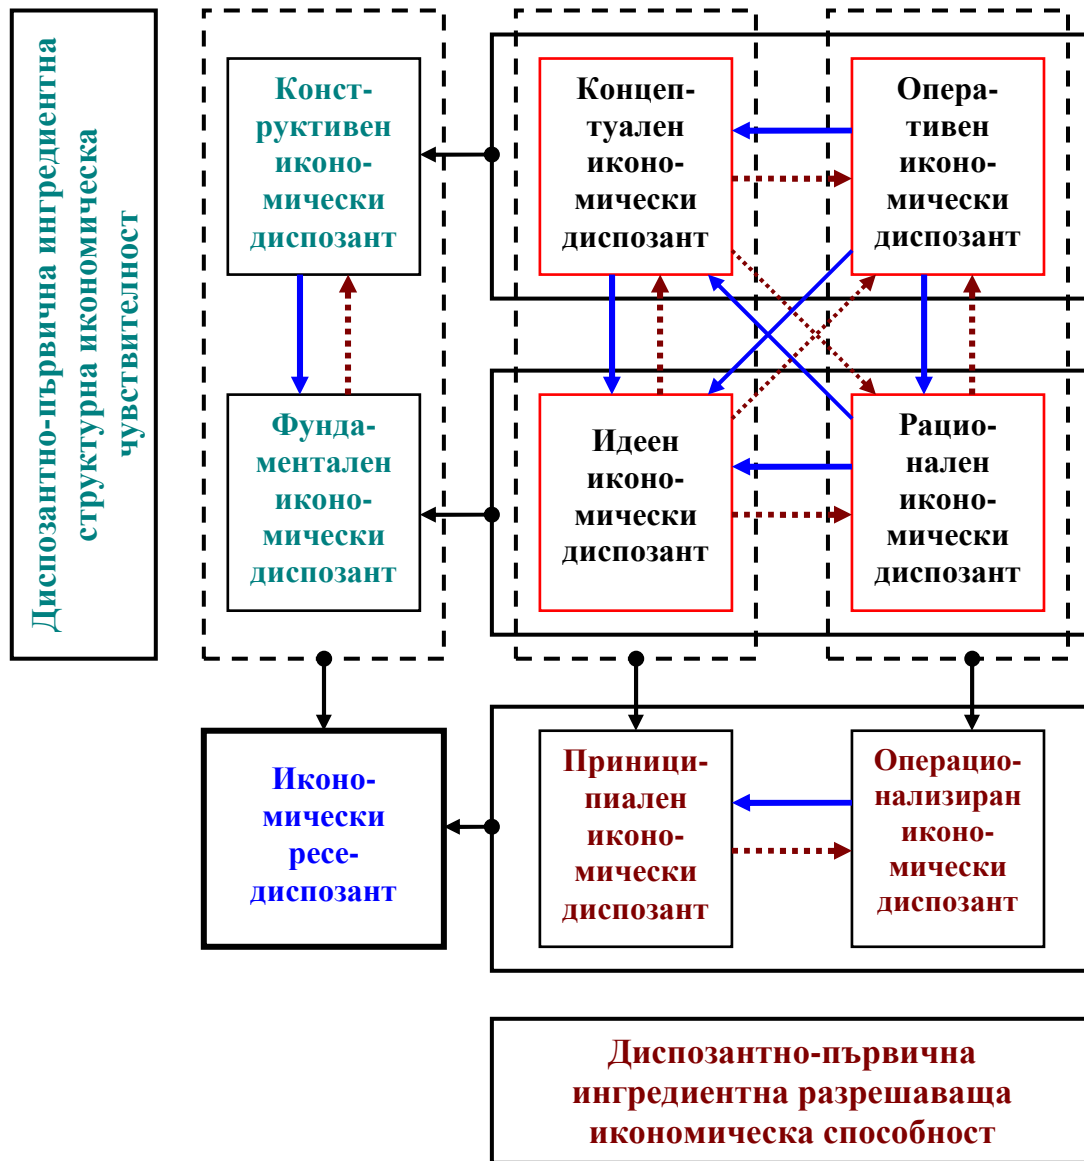 Диспозантно-първична ингредиентна
структурна икономическа
чувствителност
Конст-
руктивен
иконо-
мически
диспозант
Концеп-
туален
иконо-
мически
диспозант
Опера-
тивен
иконо-
мически
диспозант
Фунда-
ментален
иконо-
мически
диспозант
Идеен
иконо-
мически
диспозант
Рацио-
нален
иконо-
мически
диспозант
Иконо-
мически
ресе-
диспозант
Приници-
пиален
иконо-
мически
диспозант
Операцио-
нализиран
иконо-
мически
диспозант
Диспозантно-първична
ингредиентна разрешаваща
икономическа способност